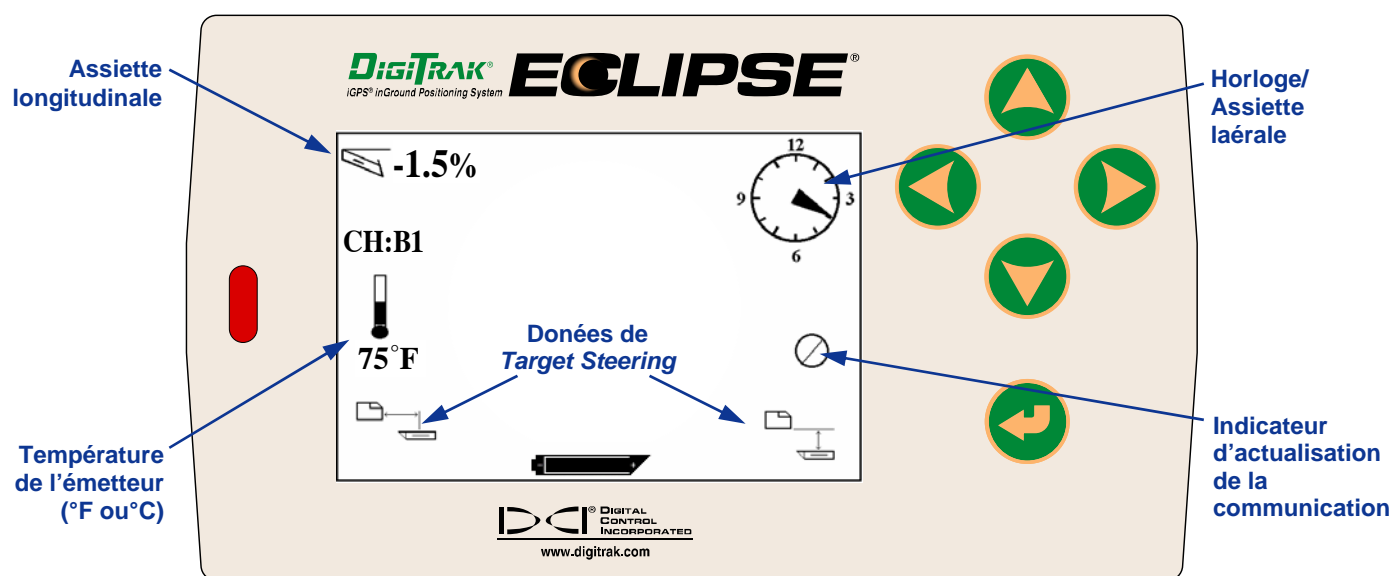 Assiette
longitudinale
DIGITRAK® ECLIPSE®
iGPS® inGround Positioning System
Horloge/
Assiette
laérale
-1.5%
12
9
3
6
CH:B1
75°F
Donées de
Target Steering
Température
de l’émetteur
(°F ou°C)
Indicateur
d’actualisation
de la
communication
DCI® DIGITAL
CONTROL
INCORPORATED
www.digitrak.com